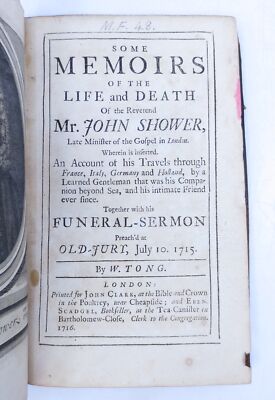 M.F. 48.
SOME
MEMOIRS
OF THE
LIFE and DEATH
Of the Reverend
Mr. JOHN SHOWER,
Late Minister of the Gospel in London.
Wherein is inserted,
An Account of his Travels through
France, Italy, Germany and Holland, by a
Learned Gentleman that was his Compa-
nion beyond Sea, and his intimate Friend
ever since.
Together with his
FUNERAL-SERMON
Preach'd at
OLD-JURY, July 10. 1715.
By W. TONG.
LONDON:
Printed for JOHN CLARK, at the Bible and Crown
in the Poultrey, near Cheapside; and EBEN.
SCADGEL, Bookseller, at the Tea-Canister in
Bartholomew-Close, Clerk to the Congregation.
1716.